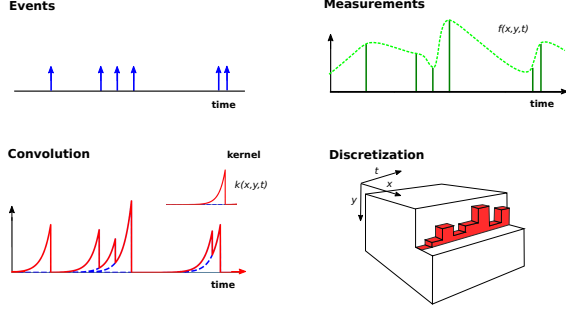 Events
time
Measurements
f(x,y,t)
time
Convolution
kernel
k(x,y,t)
time
Discretization
t
x
y